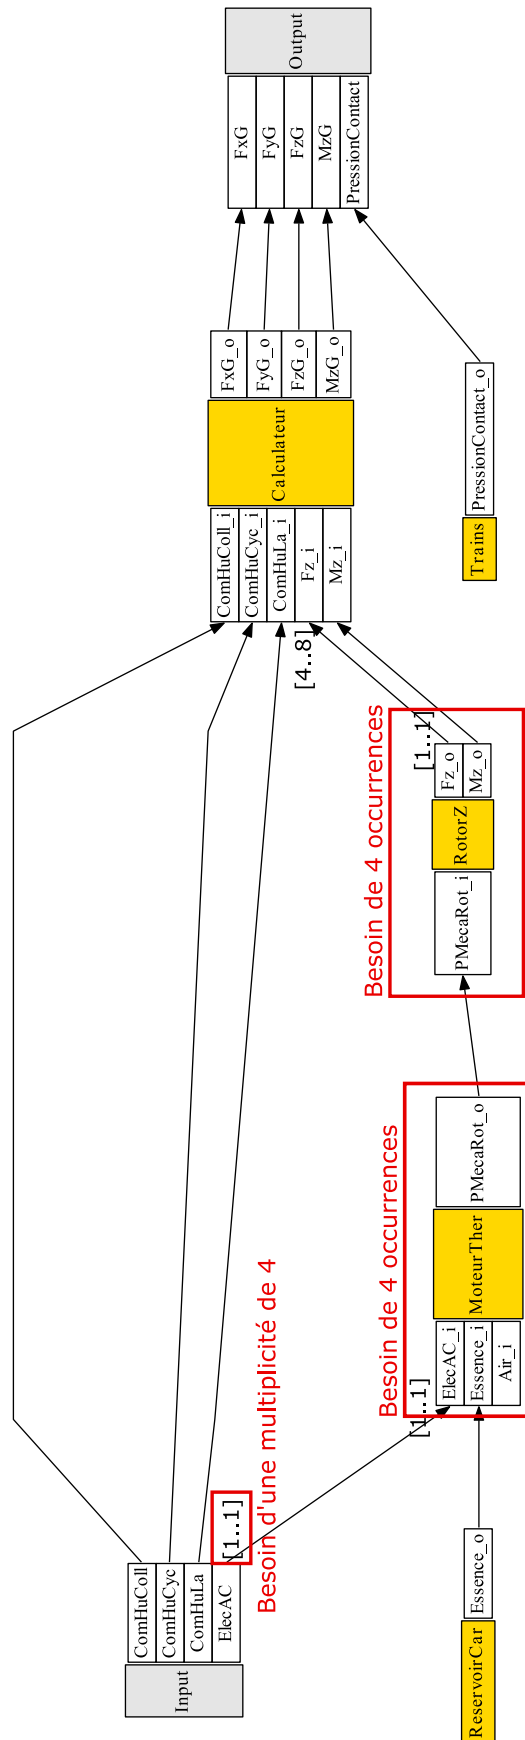 Input
ComHuColl
ComHuCyc
ComHuLa
ElecAC
[1..1]
Besoin d'une multiplicité de 4
ReservoirCar
Essence_o
Besoin de 4 occurrences
[1..1]
ElecAC_i
Essence_i
Air_i
MoteurTher
PMecaRot_o
Besoin de 4 occurrences
PMecaRot_i
RotorZ
[1..1]
Fz_o
Mz_o
Trains
PressionContact_o
ComHuColl_i
ComHuCyc_i
ComHuLa_i
Fz_i
Mz_i
[4..8]
Calculateur
FxG_o
FyG_o
FzG_o
MzG_o
FxG
FyG
FzG
MzG
PressionContact
Output